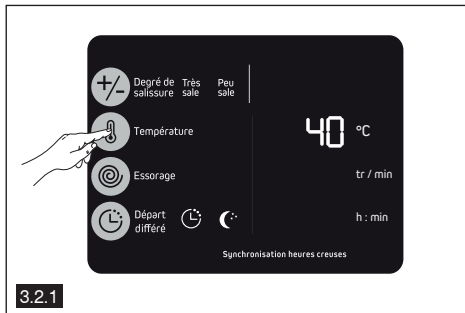 +/-
Degré de Très Peu
salissure sale sale
Température 40 °C
Essorage tr / min
Départ
différé h : min
Synchronisation heures creuses
3.2.1